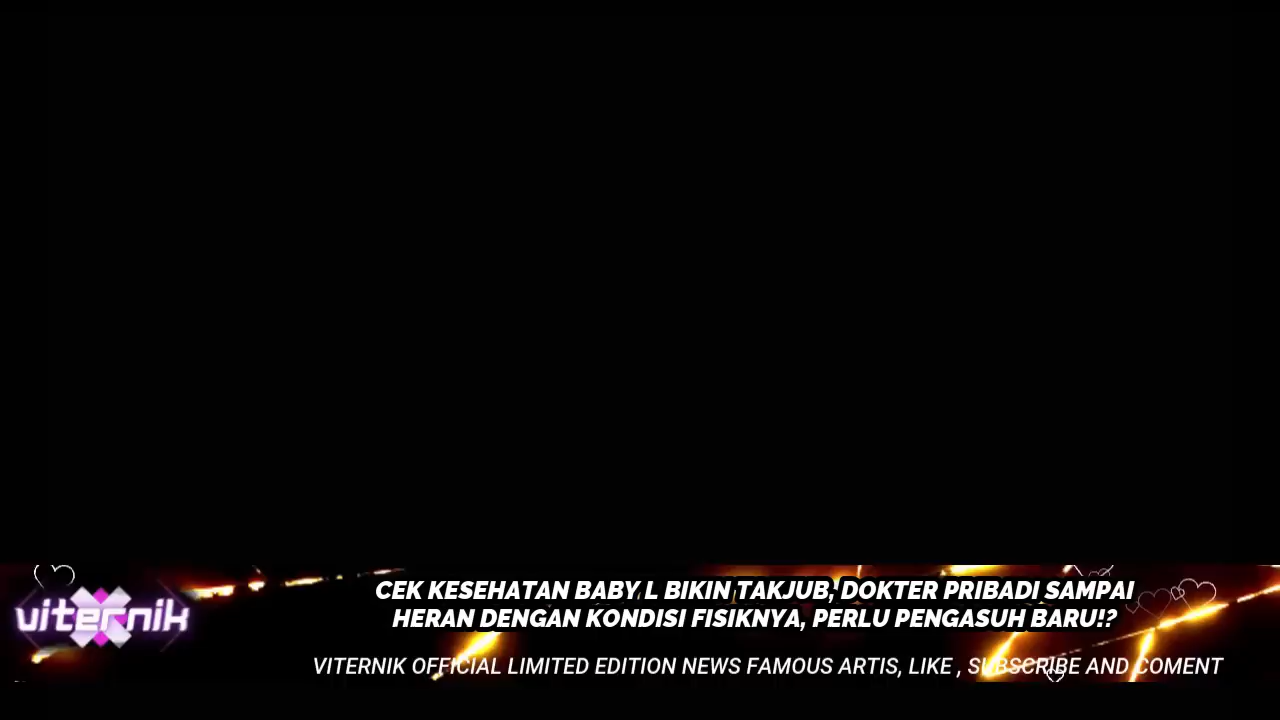 CEK KESEHATAN BABY L BIKIN TAKJUB, DOKTER PRIBADI SAMPAI
HERAN DENGAN KONDISI FISIKNYA, PERLU PENGASUH BARU!?
viternik
VITERNIK OFFICIAL LIMITED EDITION NEWS FAMOUS ARTIS, LIKE , SUBSCRIBE AND COMENT